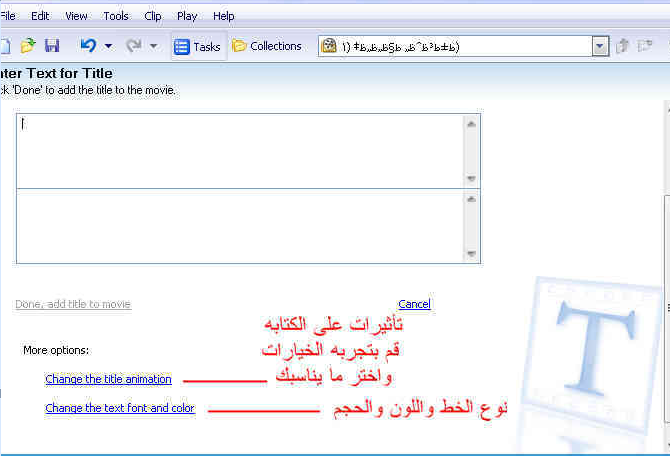 File Edit View Tools Clip Play Help
Tasks Collections
nter Text for Title
ck 'Done' to add the title to the movie.
Done, add title to movie Cancel
تأثيرات على الكتابه
More options:
قم بتجربه الخيارات
Change the title animation واختر ما يناسبك
Change the text font and color نوع الخط واللون والحجم
T